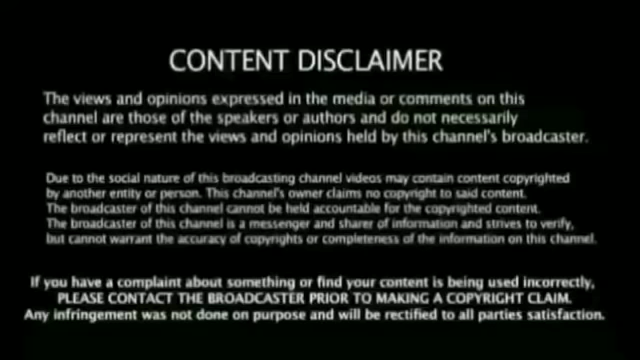 CONTENT DISCLAIMER
The views and opinions expressed in the media or comments on this
channel are those of the speakers or authors and do not necessarily
reflect or represent the views and opinions held by this channel's broadcaster.
Due to the social nature of this broadcasting channel videos may contain content copyrighted
by another entity or person. This channel's owner claims no copyright to said content.
The broadcaster of this channel cannot be held accountable for the copyrighted content.
The broadcaster of this channel is a messenger and sharer of information and strives to verify,
but cannot warrant the accuracy of copyrights or completeness of the information on this channel.
If you have a complaint about something or find your content is being used incorrectly,
PLEASE CONTACT THE BROADCASTER PRIOR TO MAKING A COPYRIGHT CLAIM.
Any infringement was not done on purpose and will be rectified to all parties satisfaction.